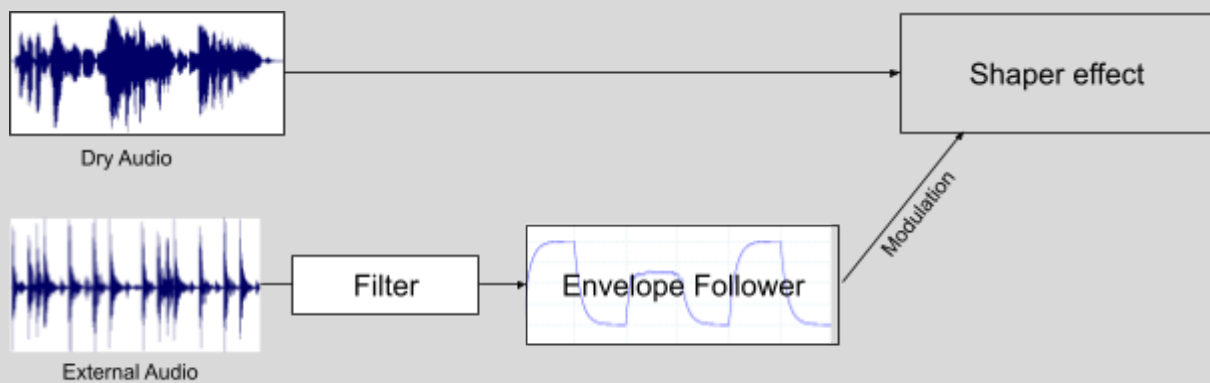 Shaper effect
Dry Audio
Modulation
Filter
Envelope Follower
External Audio